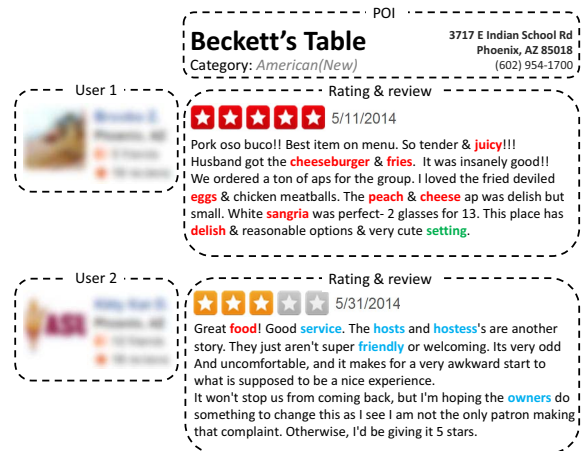 POI
Beckett's Table
3717 E Indian School Rd
Phoenix, AZ 85018
Category: American(New)
(602) 954-1700
User 1
Rating & review
5/11/2014
Pork oso buco!! Best item on menu. So tender & juicy!!!
Husband got the cheeseburger & fries. It was insanely good!!
We ordered a ton of aps for the group. I loved the fried deviled
eggs & chicken meatballs. The peach & cheese ap was delish but
small. White sangria was perfect- 2 glasses for 13. This place has
delish & reasonable options & very cute setting.
User 2
Rating & review
5/31/2014
Great food! Good service. The hosts and hostess's are another
story. They just aren't super friendly or welcoming. Its very odd
And uncomfortable, and it makes for a very awkward start to
what is supposed to be a nice experience.
It won't stop us from coming back, but I'm hoping the owners do
something to change this as I see I am not the only patron making
that complaint. Otherwise, I'd be giving it 5 stars.